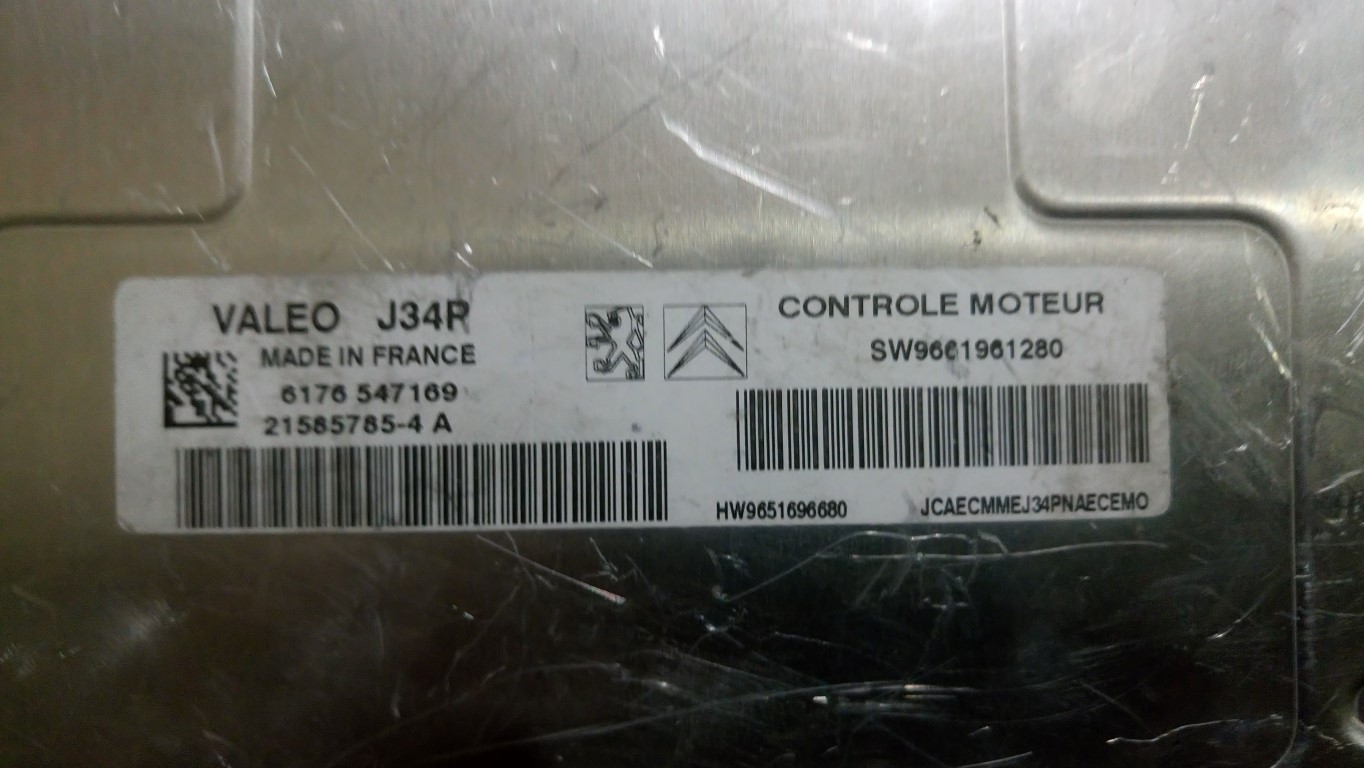 VALEO J34P
MADE IN FRANCE
6176 547169
21585785-4 A
CONTROLE MOTEUR
SW9661961280
HW9651696680
JCAECMMEJ34PNAECEMO